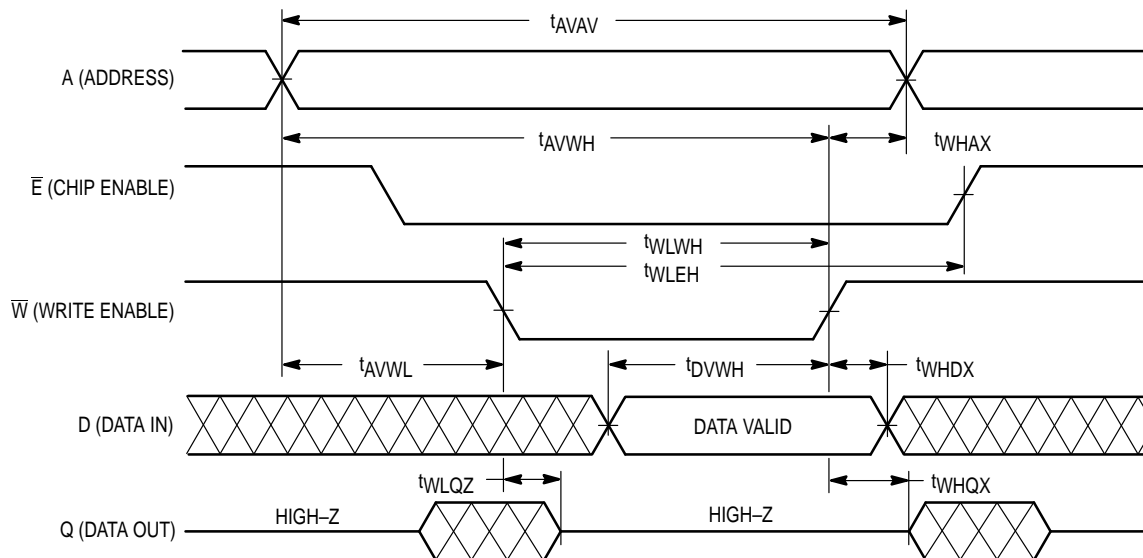 tAVAV
A (ADDRESS)
tAVWH
tWHAX
E̅ (CHIP ENABLE)
tWLWH
tWLEH
W̅ (WRITE ENABLE)
tAVWL
tDVWH
tWHDX
D (DATA IN)
DATA VALID
tWLQZ
tWHQX
Q (DATA OUT)
HIGH–Z
HIGH–Z